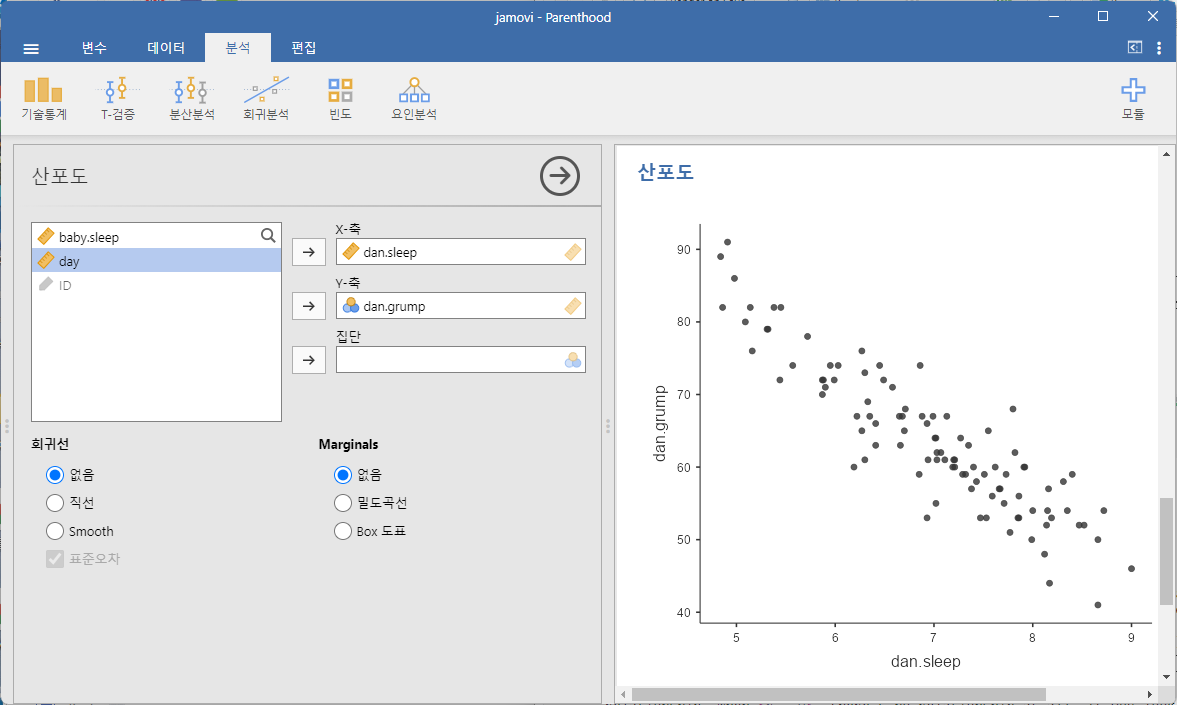 jamovi - Parenthood
변수 데이터 분석 편집
기술통계 T-검증 분산분석 회귀분석 빈도 요인분석 모듈
산포도
baby.sleep
day
ID
X-축
dan.sleep
Y-축
dan.grump
집단
회귀선
없음
직선
Smooth
표준오차
Marginals
없음
밀도곡선
Box 도표
산포도
90
80
70
60
50
40
dan.grump
5 6 7 8 9
dan.sleep